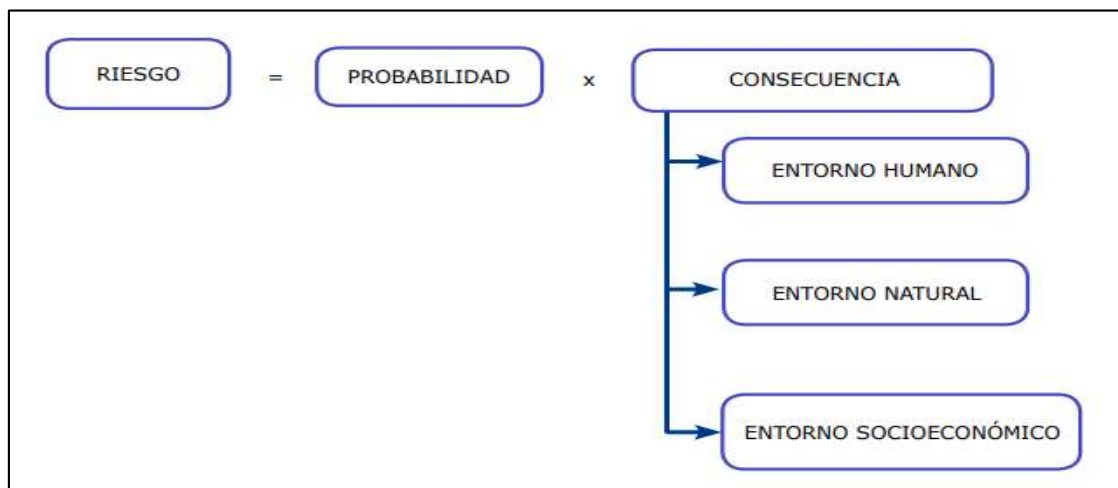 RIESGO = PROBABILIDAD x CONSECUENCIA
ENTORNO HUMANO
ENTORNO NATURAL
ENTORNO SOCIOECONÓMICO